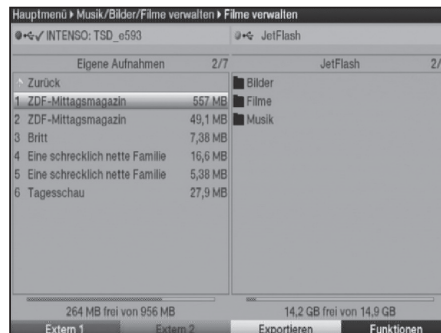 Hauptmenü ▸ Musik/Bilder/Filme verwalten ▸ Filme verwalten
INTENSO: TSD_e593
JetFlash
Eigene Aufnahmen 2/7
JetFlash 2/
Zurück
1 ZDF-Mittagsmagazin 557 MB
2 ZDF-Mittagsmagazin 49,1 MB
3 Britt 7,38 MB
4 Eine schrecklich nette Familie 16,6 MB
5 Eine schrecklich nette Familie 5,38 MB
6 Tagesschau 27,9 MB
Bilder
Filme
Musik
264 MB frei von 956 MB
14,2 GB frei von 14,9 GB
Extern 1 Extern 2 Exportieren Funktionen